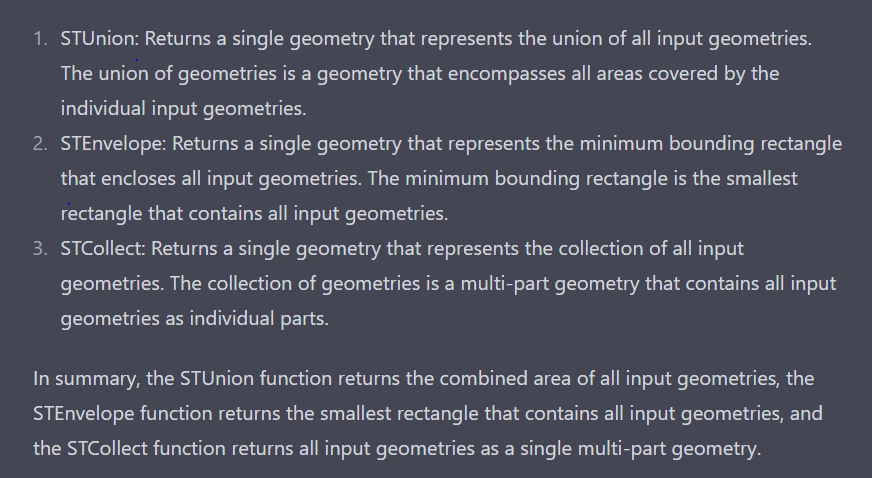 1. STUnion: Returns a single geometry that represents the union of all input geometries.
The union of geometries is a geometry that encompasses all areas covered by the
individual input geometries.
2. STEnvelope: Returns a single geometry that represents the minimum bounding rectangle
that encloses all input geometries. The minimum bounding rectangle is the smallest
rectangle that contains all input geometries.
3. STCollect: Returns a single geometry that represents the collection of all input
geometries. The collection of geometries is a multi-part geometry that contains all input
geometries as individual parts.
In summary, the STUnion function returns the combined area of all input geometries, the
STEnvelope function returns the smallest rectangle that contains all input geometries, and
the STCollect function returns all input geometries as a single multi-part geometry.